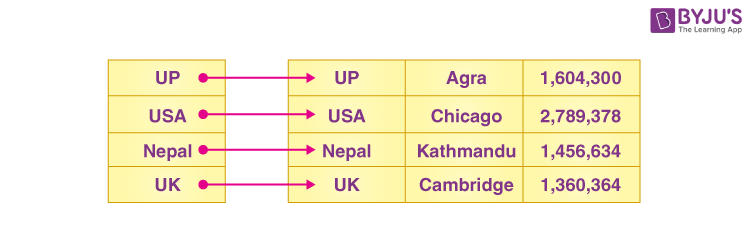 BYJU'S
The Learning App
UP UP Agra 1,604,300
USA USA Chicago 2,789,378
Nepal Nepal Kathmandu 1,456,634
UK UK Cambridge 1,360,364